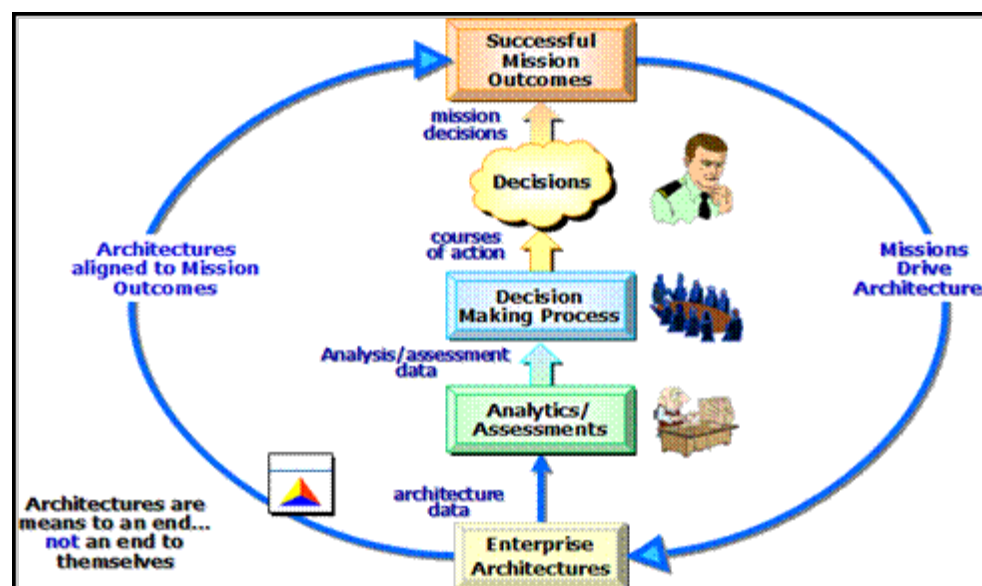 Successful
Mission
Outcomes
mission
decisions
Decisions
courses
of action
Architectures
aligned to Mission
Outcomes
Missions
Drive
Architecture
Decision
Making Process
Analysis/assessment
data
Analytics/
Assessments
architecture
data
Architectures are
means to an end...
not an end to
themselves
Enterprise
Architectures